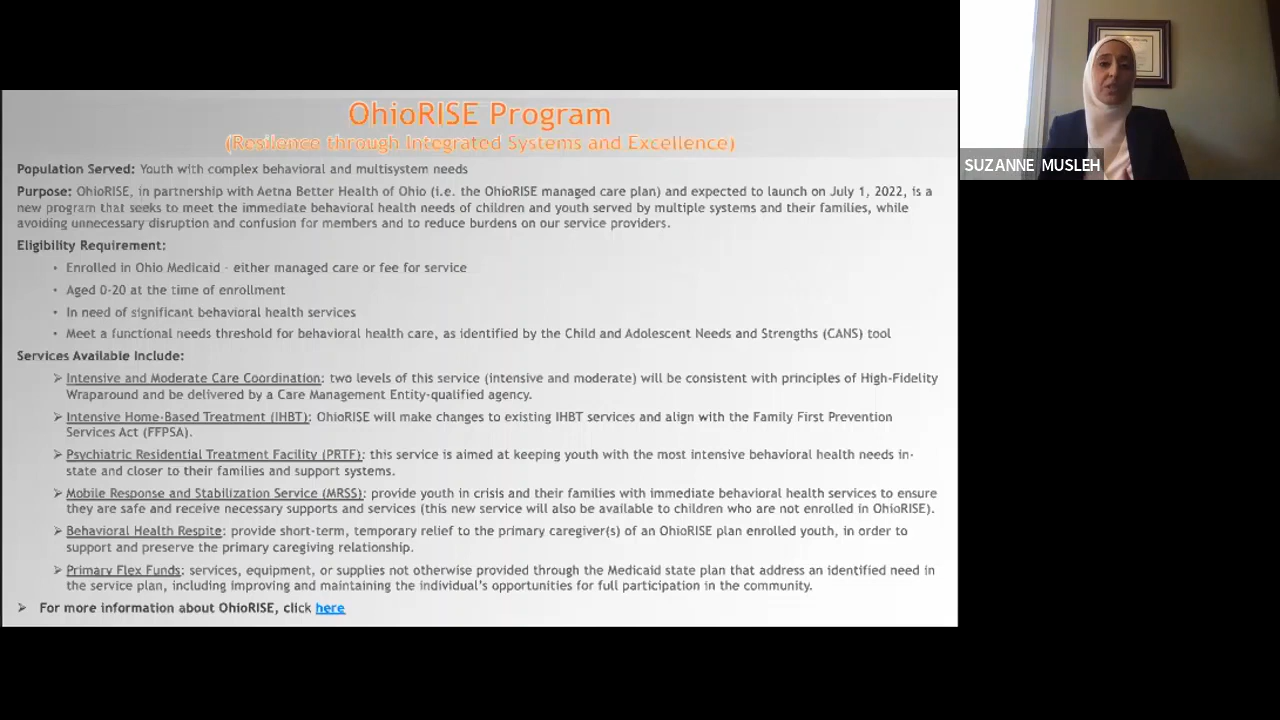 OhioRISE Program
(Resilience through Integrated Systems and Excellence)
Population Served: Youth with complex behavioral and multisystem needs
Purpose: OhioRISE, in partnership with Aetna Better Health of Ohio (i.e. the OhioRISE managed care plan) and expected to launch on July 1, 2022, is a
new program that seeks to meet the immediate behavioral health needs of children and youth served by multiple systems and their families, while
avoiding unnecessary disruption and confusion for members and to reduce burdens on our service providers.
Eligibility Requirement:
• Enrolled in Ohio Medicaid - either managed care or fee for service
• Aged 0-20 at the time of enrollment
• In need of significant behavioral health services
• Meet a functional needs threshold for behavioral health care, as identified by the Child and Adolescent Needs and Strengths (CANS) tool
Services Available Include:
➢ Intensive and Moderate Care Coordination: two levels of this service (intensive and moderate) will be consistent with principles of High-Fidelity
Wraparound and be delivered by a Care Management Entity-qualified agency.
➢ Intensive Home-Based Treatment (IHBT): OhioRISE will make changes to existing IHBT services and align with the Family First Prevention
Services Act (FFPSA).
➢ Psychiatric Residential Treatment Facility (PRTF): this service is aimed at keeping youth with the most intensive behavioral health needs in-
state and closer to their families and support systems.
➢ Mobile Response and Stabilization Service (MRSS): provide youth in crisis and their families with immediate behavioral health services to ensure
they are safe and receive necessary supports and services (this new service will also be available to children who are not enrolled in OhioRISE).
➢ Behavioral Health Respite: provide short-term, temporary relief to the primary caregiver(s) of an OhioRISE plan enrolled youth, in order to
support and preserve the primary caregiving relationship.
➢ Primary Flex Funds: services, equipment, or supplies not otherwise provided through the Medicaid state plan that address an identified need in
the service plan, including improving and maintaining the individual's opportunities for full participation in the community.
➢ For more information about OhioRISE, click here
SUZANNE MUSLEH